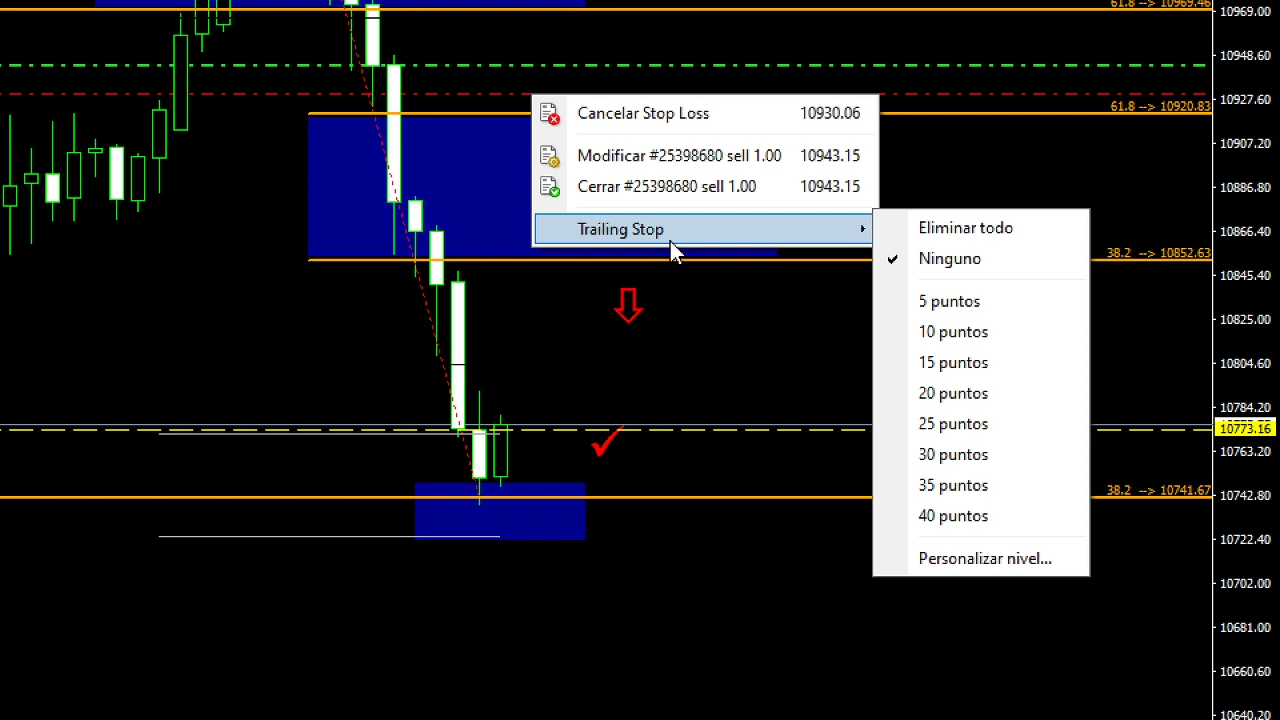 61.8 --> 10969.46
10969.00
10948.60
10927.60
61.8 --> 10920.83
10907.20
10886.80
10866.40
38.2 --> 10852.63
10845.40
10825.00
10804.60
10784.20
10773.16
10763.20
38.2 --> 10741.67
10742.80
10722.40
10702.00
10681.00
10660.60
10640.20
Cancelar Stop Loss 10930.06
Modificar #25398680 sell 1.00 10943.15
Cerrar #25398680 sell 1.00 10943.15
Trailing Stop
Eliminar todo
Ninguno
5 puntos
10 puntos
15 puntos
20 puntos
25 puntos
30 puntos
35 puntos
40 puntos
Personalizar nivel...